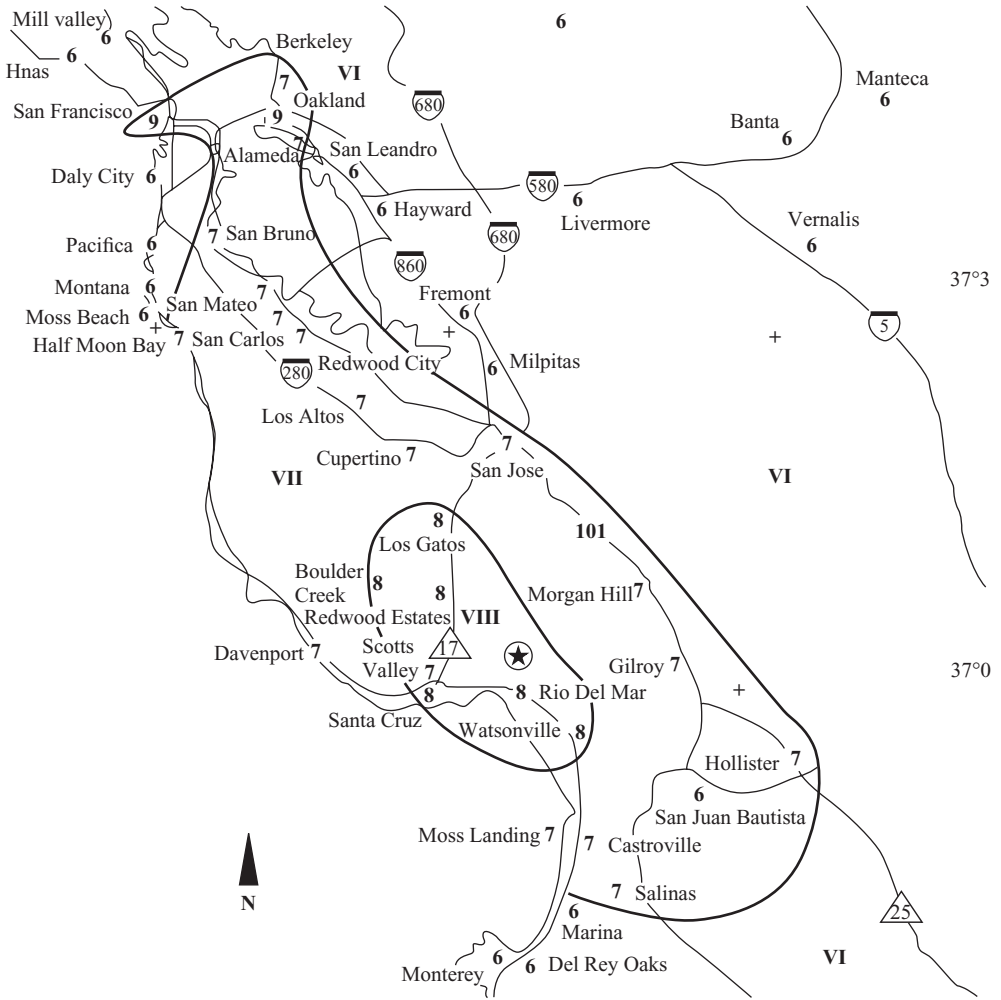 Mill valley
6
6
Hnas
6
Berkeley
VI
7
680
Manteca
6
San Francisco
9
Oakland
9
Banta
6
7
Alameda
San Leandro
6
Daly City 6
580
6
Livermore
6 Hayward
Vernalis
6
7 San Bruno
680
Pacifica 6
860
37°3
Montana 6
7
San Mateo
Fremont
6
Moss Beach 6
7
5
Half Moon Bay 7 San Carlos 7
Redwood City
6 Milpitas
280
7
Los Altos
7
Cupertino 7
San Jose
VII
VI
8
Los Gatos
101
Boulder
Creek
8
8
Morgan Hill 7
Redwood Estates VIII
Scotts
Valley 7
17
Davenport 7
Gilroy 7
37°0
8
8 Rio Del Mar
Santa Cruz
Watsonville 8
Hollister 7
6
San Juan Bautista
Moss Landing 7
7 Castroville
7 Salinas
N
25
6
Marina
VI
Monterey 6
6 Del Rey Oaks